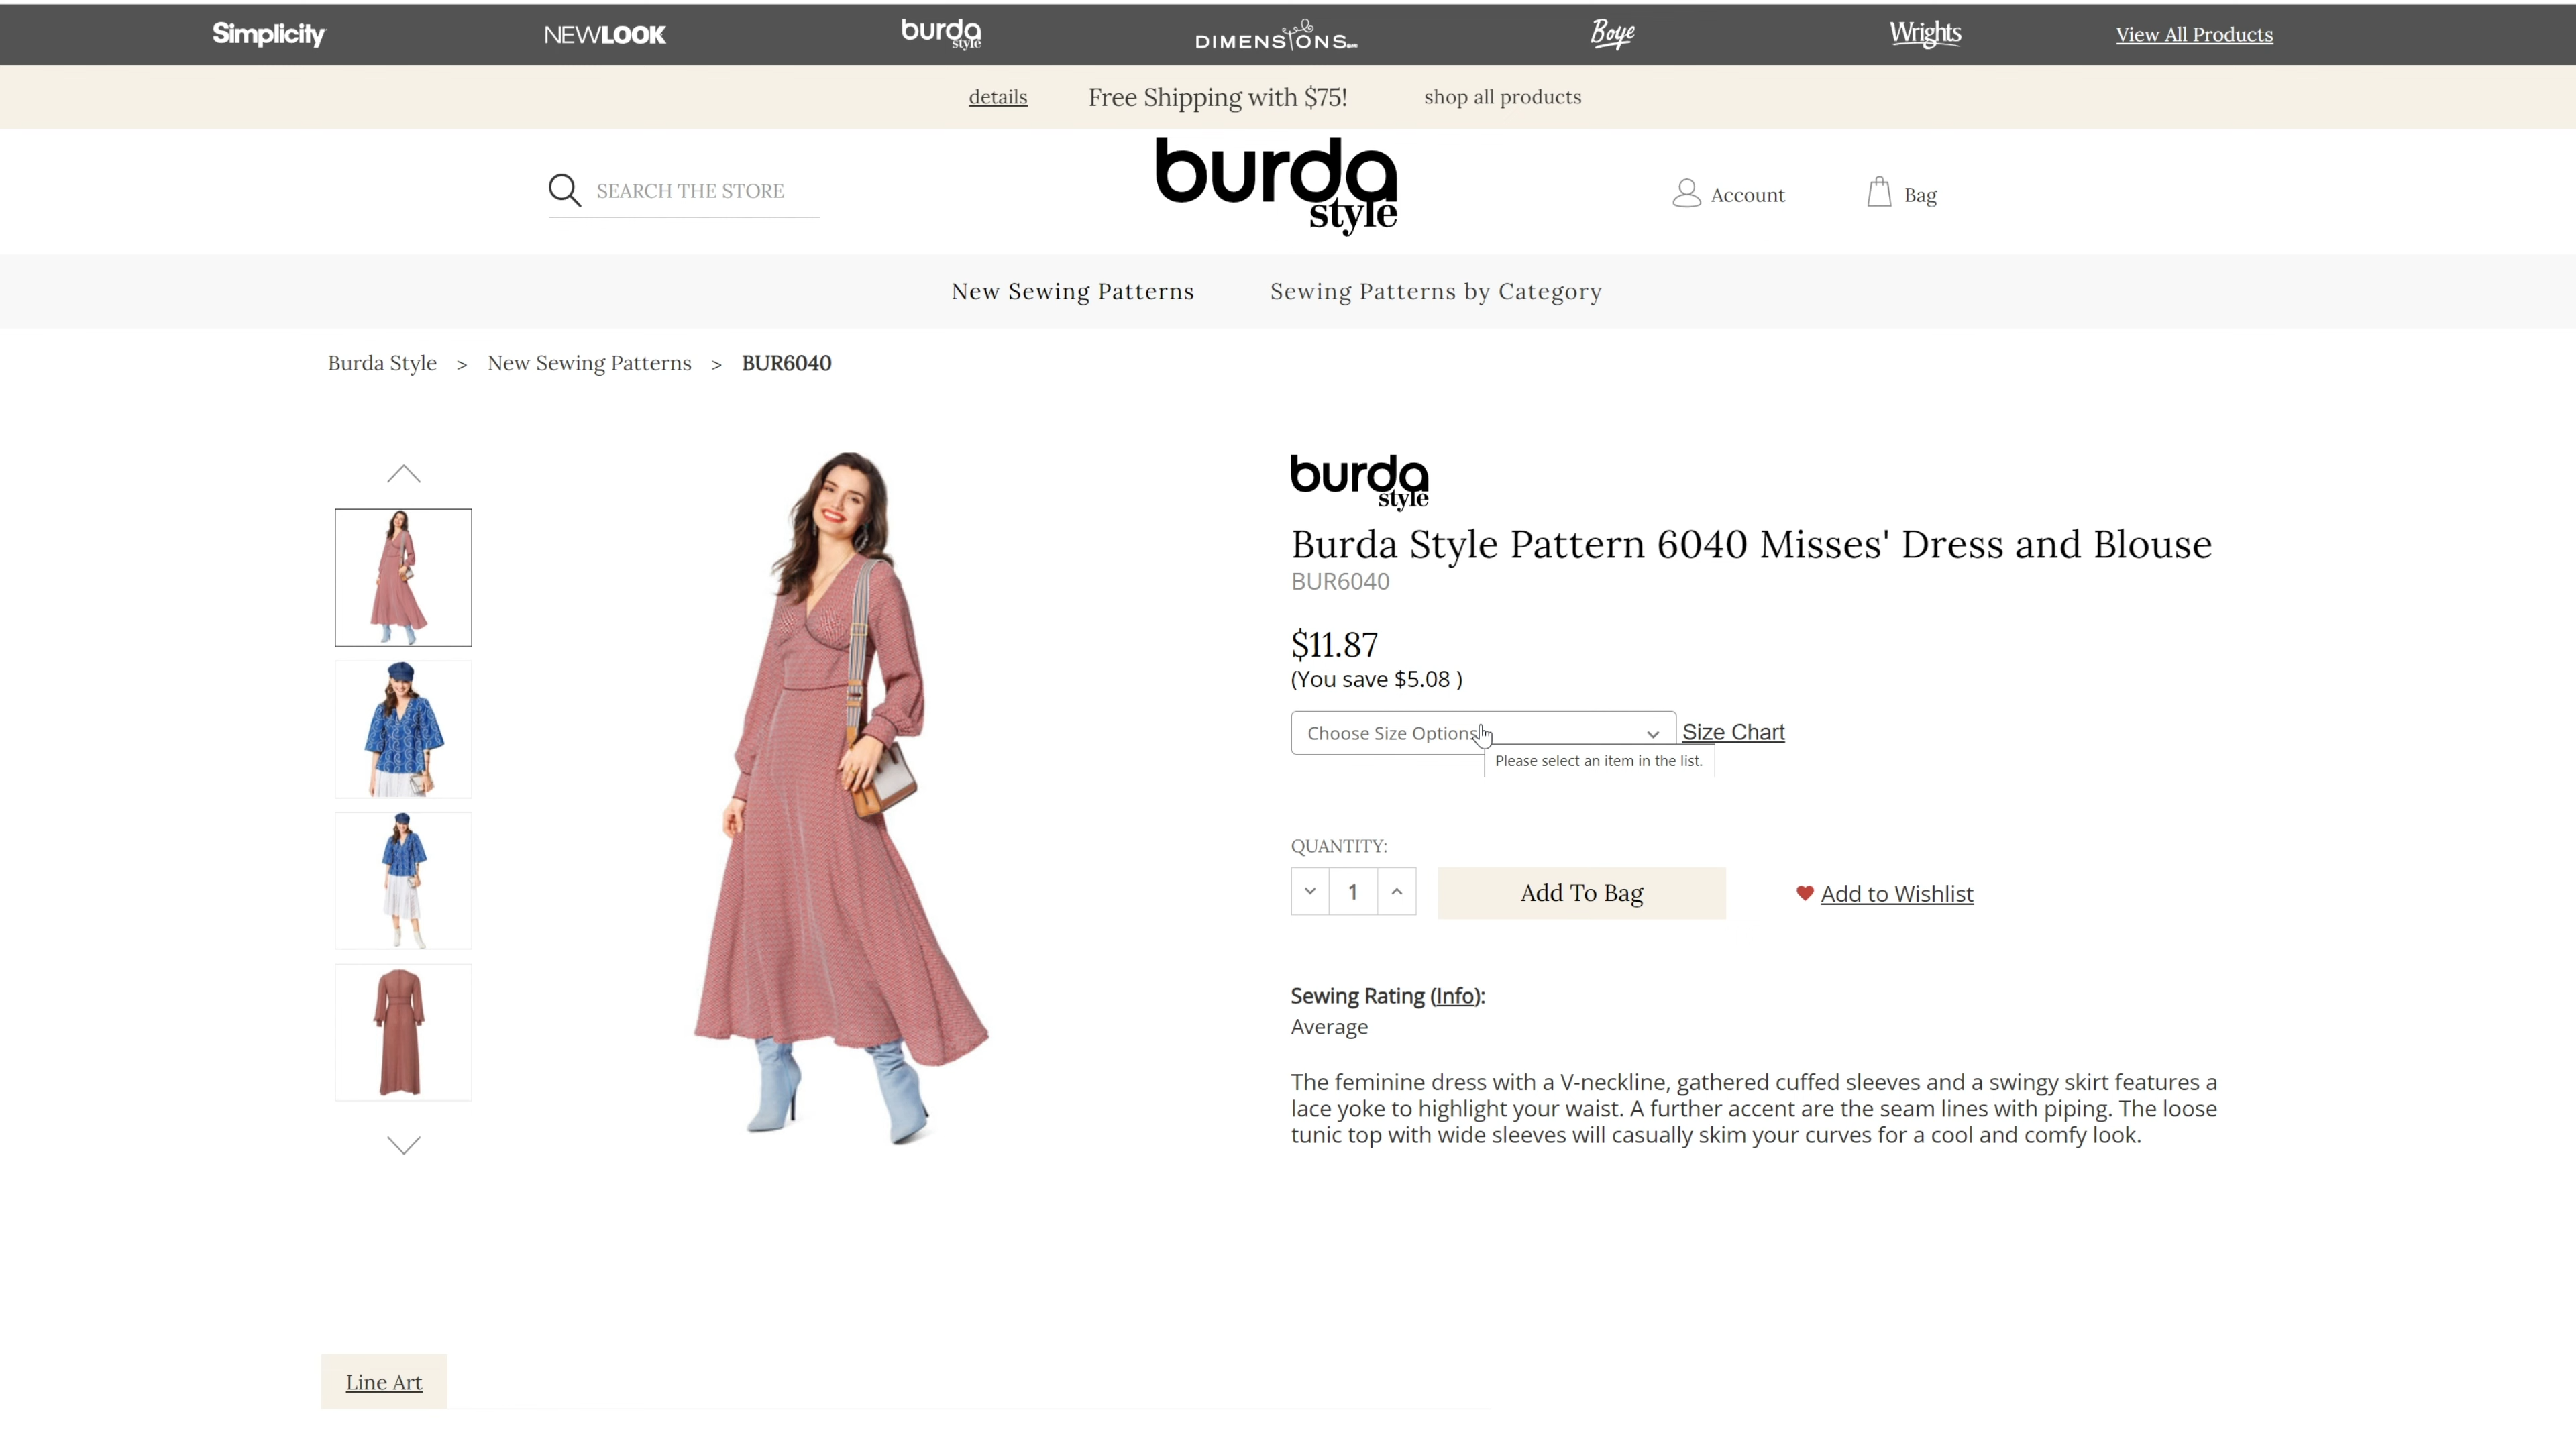 Simplicity
NEWLOOK
burda style
DIMENSIONS
Boye
Wrights
View All Products
details
Free Shipping with $75!
shop all products
SEARCH THE STORE
burda
style
Account
Bag
New Sewing Patterns
Sewing Patterns by Category
Burda Style > New Sewing Patterns > BUR6040
burda
style
Burda Style Pattern 6040 Misses' Dress and Blouse
BUR6040
$11.87
(You save $5.08 )
Choose Size Options
Size Chart
Please select an item in the list.
QUANTITY:
1
Add To Bag
Add to Wishlist
Sewing Rating (Info):
Average
The feminine dress with a V-neckline, gathered cuffed sleeves and a swingy skirt features a
lace yoke to highlight your waist. A further accent are the seam lines with piping. The loose
tunic top with wide sleeves will casually skim your curves for a cool and comfy look.
Line Art